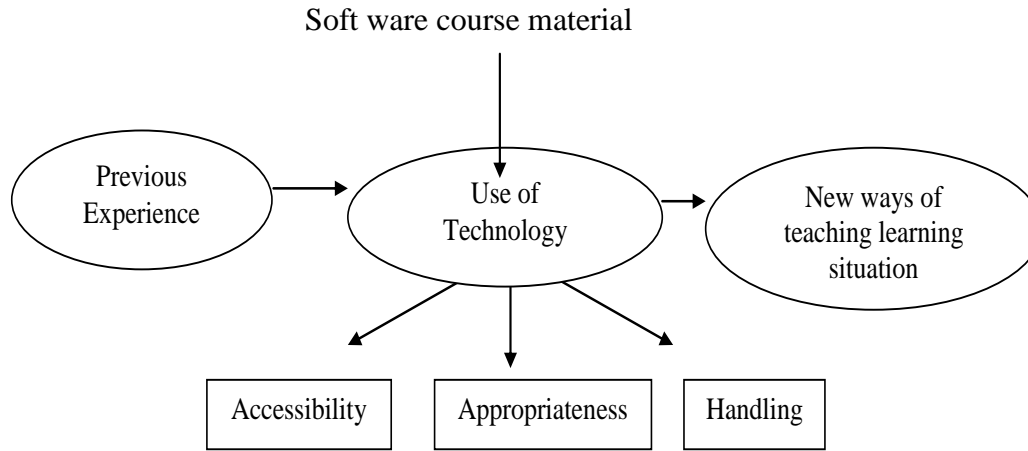 Soft ware course material
Previous
Experience
Use of
Technology
New ways of
teaching learning
situation
Accessibility
Appropriateness
Handling